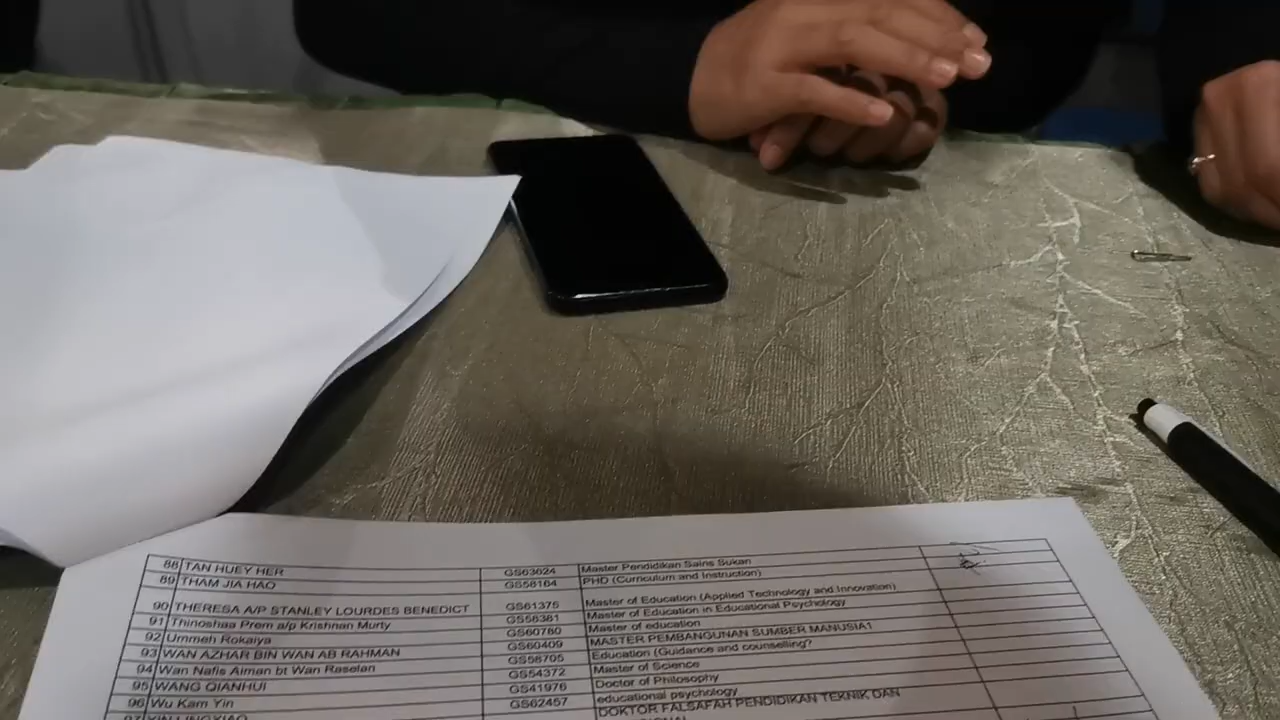 88 TAN HUEY HER GS63624 Master Pendidikan Sains Sukan
89 THAM JIA HAO GS58164 PHD (Curriculum and Instruction)
90 THERESA A/P STANLEY LOURDES BENEDICT GS61375 Master of Education (Applied Technology and Innovation)
91 Thinoshaa Prem a/p Krishnan Murty GS58381 Master of Education in Educational Psychology
92 Ummeh Rokaiya GS60780 Master of education
93 WAN AZHAR BIN WAN AB RAHMAN GS60409 MASTER PEMBANGUNAN SUMBER MANUSIA1
94 Wan Nafis Aiman bt Wan Raselan GS58705 Education (Guidance and counselling?
95 WANG QIANHUI GS54372 Master of Science
96 Wu Kam Yin GS41976 Doctor of Philosophy
97 GS62457 educational psychology
DOKTOR FALSAFAH PENDIDIKAN TEKNIK DAN